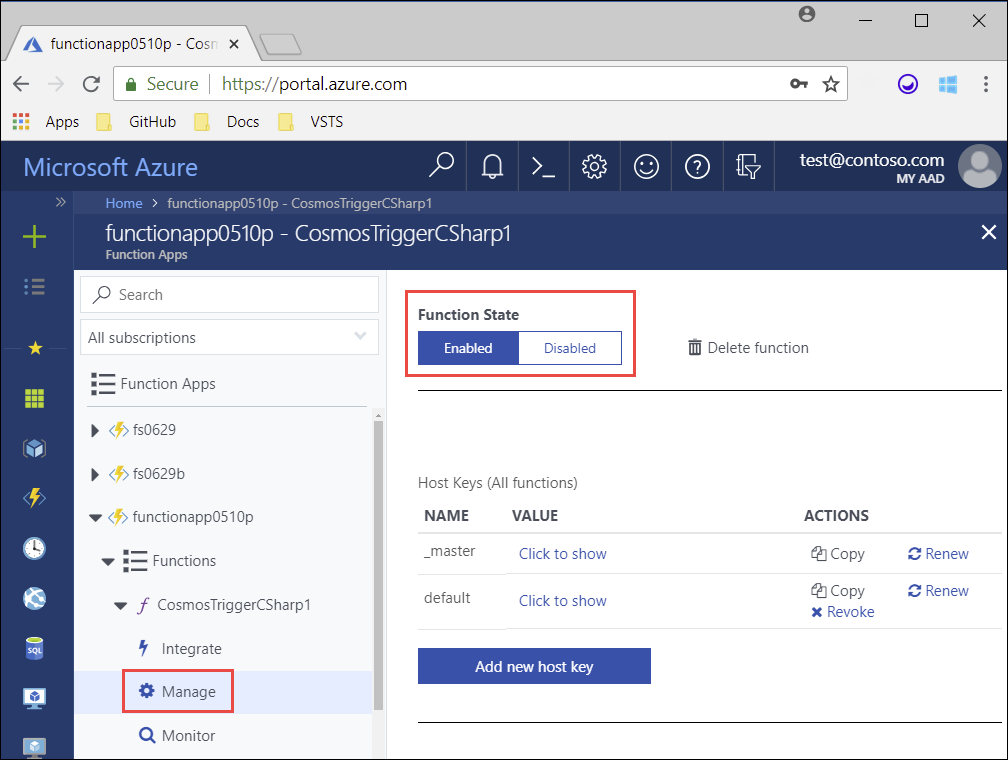 functionapp0510p - Cosm
Secure https://portal.azure.com
Apps GitHub Docs VSTS
Microsoft Azure
test@contoso.com
MY AAD
Home > functionapp0510p - CosmosTriggerCSharp1
functionapp0510p - CosmosTriggerCSharp1
Function Apps
Search
All subscriptions
Function Apps
fs0629
fs0629b
functionapp0510p
Functions
CosmosTriggerCSharp1
Integrate
Manage
Monitor
SQL
Function State
Enabled Disabled
Delete function
Host Keys (All functions)
NAME VALUE ACTIONS
_master Click to show Copy Renew
default Click to show Copy Renew
Revoke
Add new host key